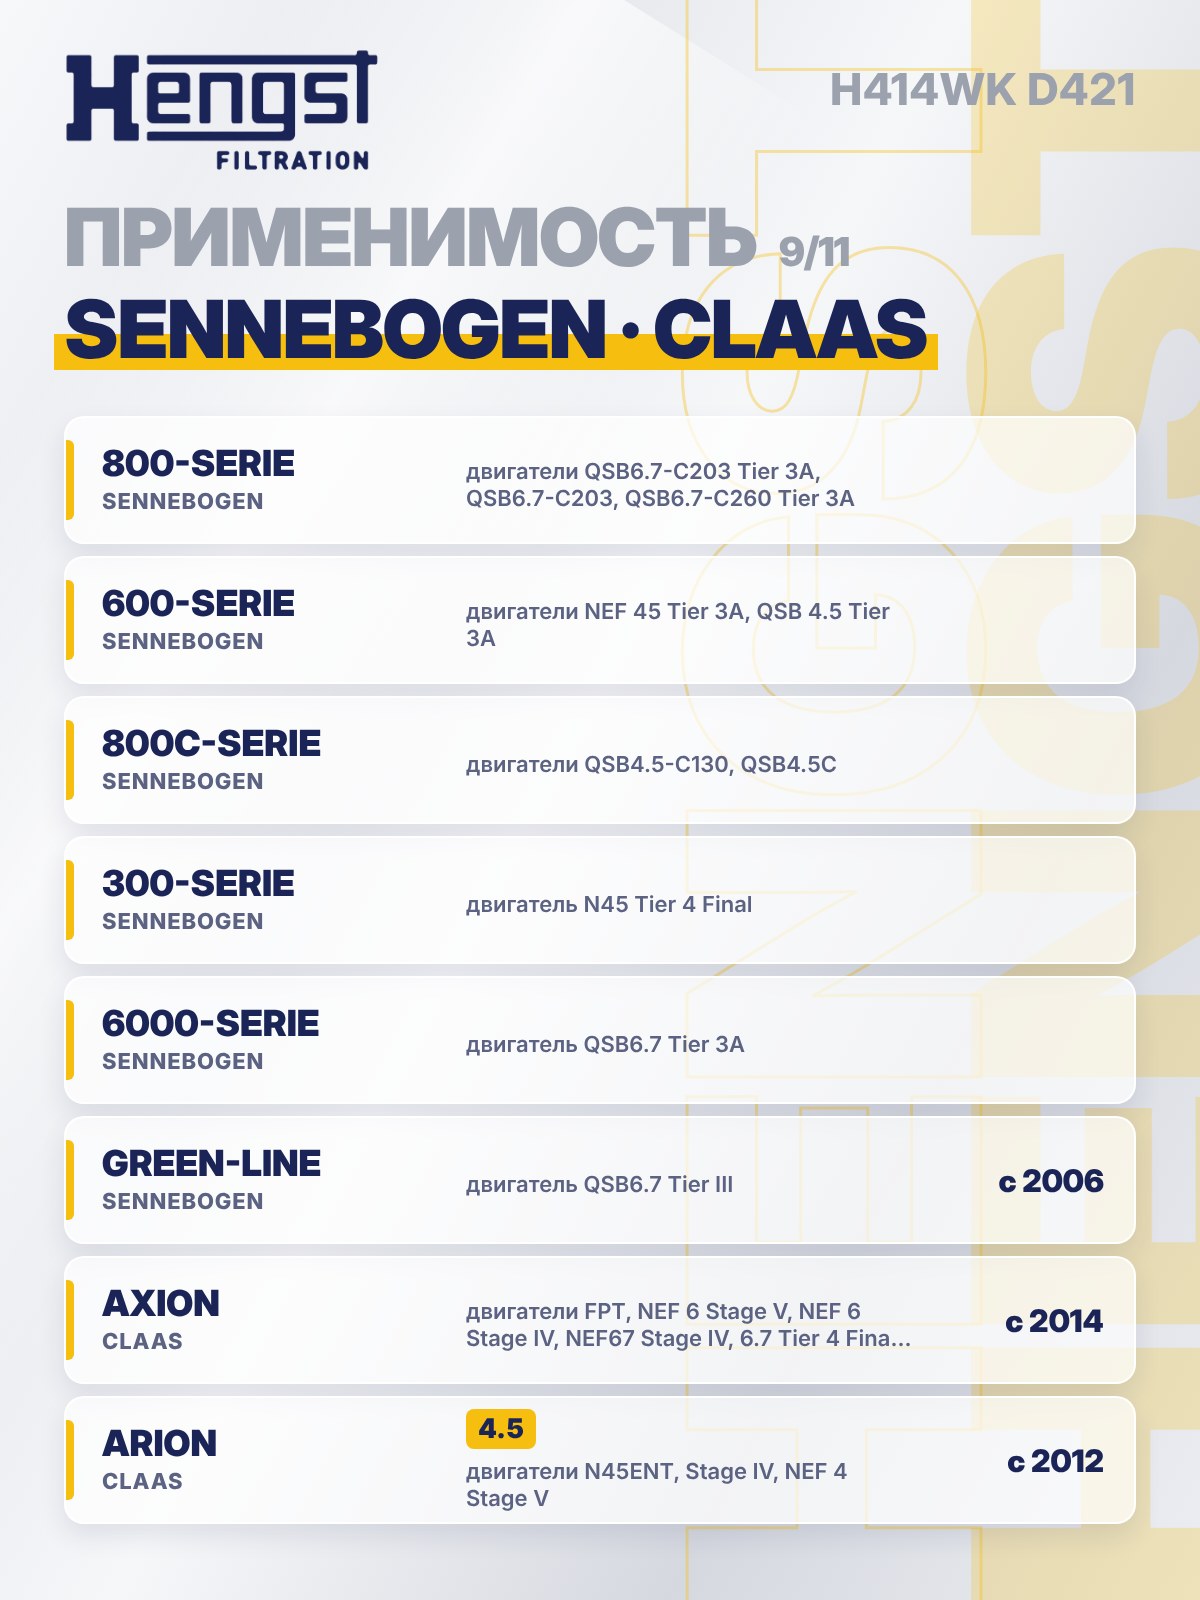 Hengst
FILTRATION
H414WK D421
ПРИМЕНИМОСТЬ 9/11
SENNEBOGEN · CLAAS
800-SERIE
SENNEBOGEN
двигатели QSB6.7-C203 Tier 3A,
QSB6.7-C203, QSB6.7-C260 Tier 3A
600-SERIE
SENNEBOGEN
двигатели NEF 45 Tier 3A, QSB 4.5 Tier
3A
800C-SERIE
SENNEBOGEN
двигатели QSB4.5-C130, QSB4.5C
300-SERIE
SENNEBOGEN
двигатель N45 Tier 4 Final
6000-SERIE
SENNEBOGEN
двигатель QSB6.7 Tier 3A
GREEN-LINE
SENNEBOGEN
двигатель QSB6.7 Tier III
с 2006
AXION
CLAAS
двигатели FPT, NEF 6 Stage V, NEF 6
Stage IV, NEF67 Stage IV, 6.7 Tier 4 Fina...
с 2014
ARION
CLAAS
4.5
двигатели N45ENT, Stage IV, NEF 4
Stage V
с 2012
HENGST
HENGST